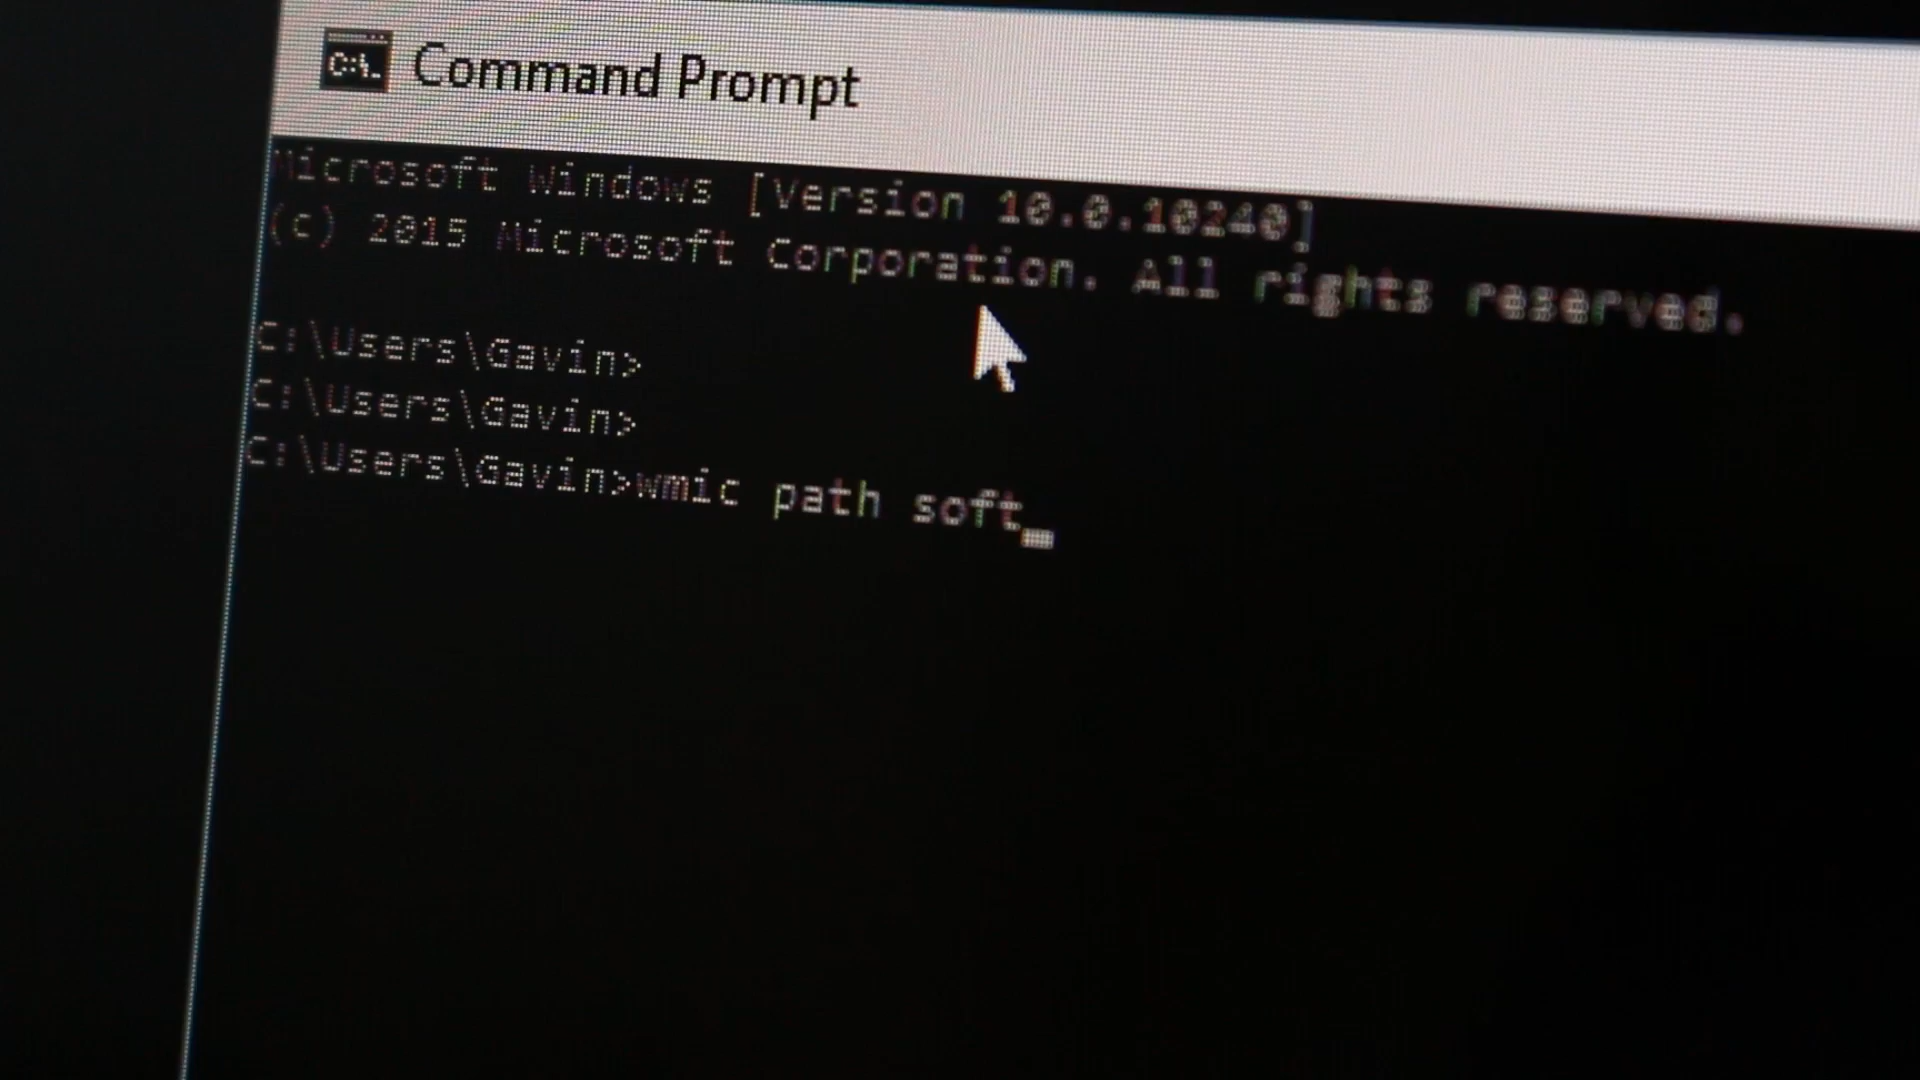 C:\.
Command Prompt
Microsoft Windows [Version 10.0.10240]
(c) 2015 Microsoft Corporation. All rights reserved.
C:\Users\Gavin>
C:\Users\Gavin>
C:\Users\Gavin>wmic path soft_